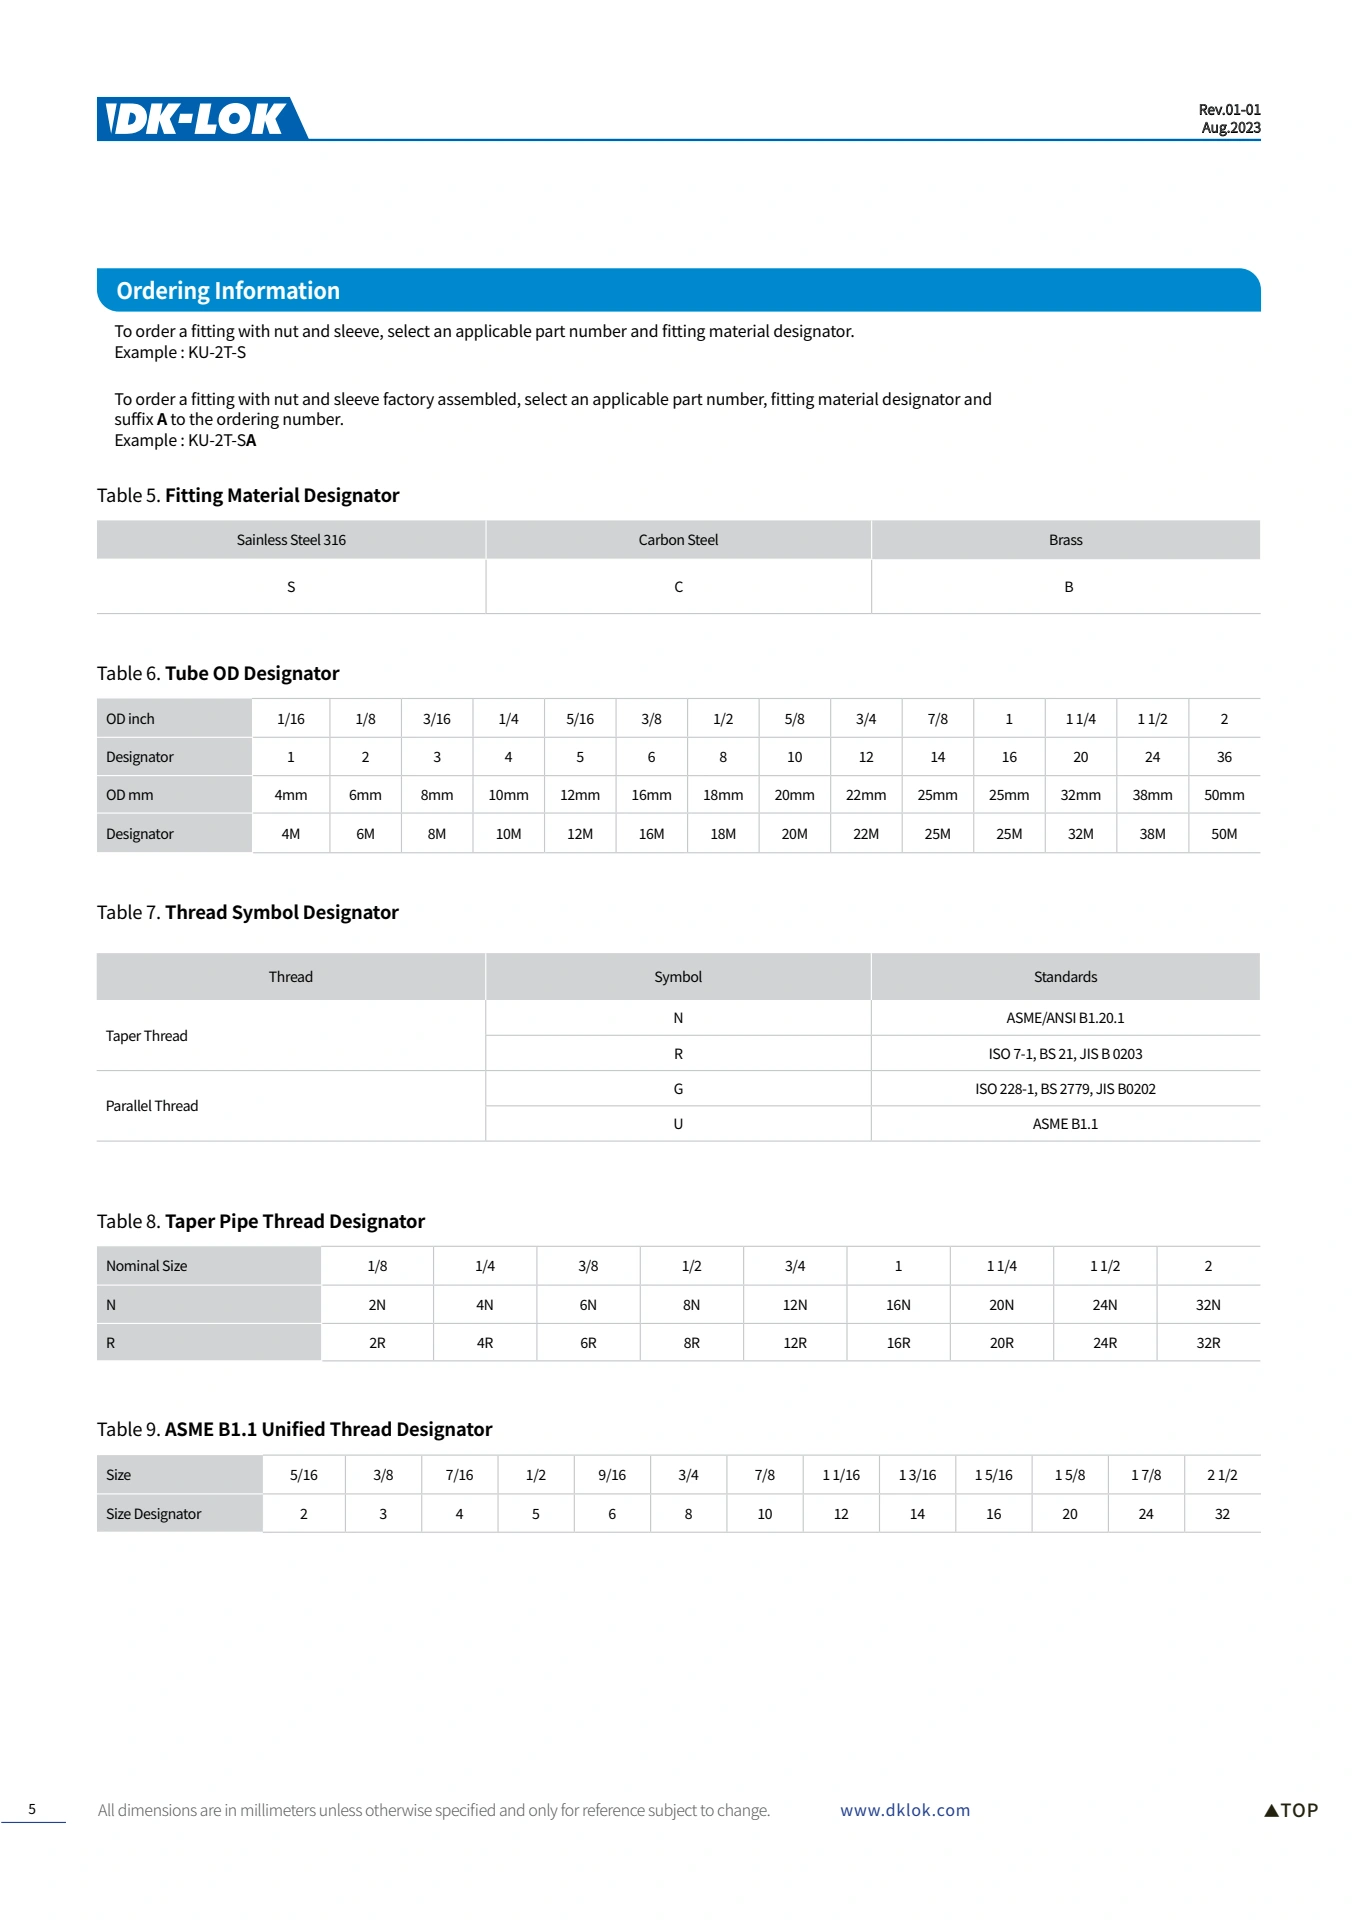 DK-LOK
Rev.01-01
Aug.2023
Ordering Information
To order a fitting with nut and sleeve, select an applicable part number and fitting material designator.
Example : KU-2T-S
To order a fitting with nut and sleeve factory assembled, select an applicable part number, fitting material designator and
suffix A to the ordering number.
Example : KU-2T-SA
Table 5. Fitting Material Designator
Sainless Steel 316 Carbon Steel Brass
S C B
Table 6. Tube OD Designator
OD inch 1/16 1/8 3/16 1/4 5/16 3/8 1/2 5/8 3/4 7/8 1 1 1/4 1 1/2 2
Designator 1 2 3 4 5 6 8 10 12 14 16 20 24 36
OD mm 4mm 6mm 8mm 10mm 12mm 16mm 18mm 20mm 22mm 25mm 25mm 32mm 38mm 50mm
Designator 4M 6M 8M 10M 12M 16M 18M 20M 22M 25M 25M 32M 38M 50M
Table 7. Thread Symbol Designator
Thread Symbol Standards
Taper Thread N ASME/ANSI B1.20.1
R ISO 7-1, BS 21, JIS B 0203
Parallel Thread G ISO 228-1, BS 2779, JIS B0202
U ASME B1.1
Table 8. Taper Pipe Thread Designator
Nominal Size 1/8 1/4 3/8 1/2 3/4 1 1 1/4 1 1/2 2
N 2N 4N 6N 8N 12N 16N 20N 24N 32N
R 2R 4R 6R 8R 12R 16R 20R 24R 32R
Table 9. ASME B1.1 Unified Thread Designator
Size 5/16 3/8 7/16 1/2 9/16 3/4 7/8 1 1/16 1 3/16 1 5/16 1 5/8 1 7/8 2 1/2
Size Designator 2 3 4 5 6 8 10 12 14 16 20 24 32
5 All dimensions are in millimeters unless otherwise specified and only for reference subject to change. www.dklok.com ▲TOP